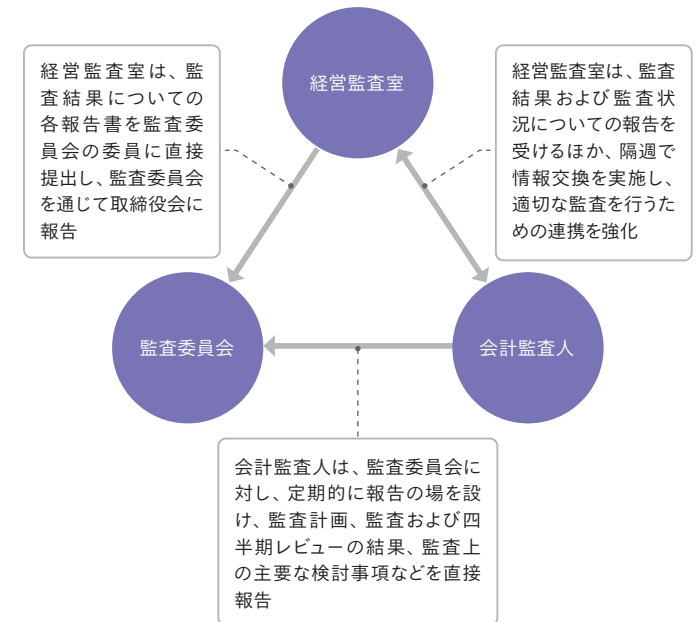 経営監査室
経営監査室は、監
査結果についての
各報告書を監査委
員会の委員に直接
提出し、監査委員会
を通じて取締役会に
報告
経営監査室は、監査
結果および監査状
況についての報告を
受けるほか、隔週で
情報交換を実施し、
適切な監査を行うた
めの連携を強化
監査委員会
会計監査人
会計監査人は、監査委員会に
対し、定期的に報告の場を設
け、監査計画、監査および四
半期レビューの結果、監査上
の主要な検討事項などを直接
報告